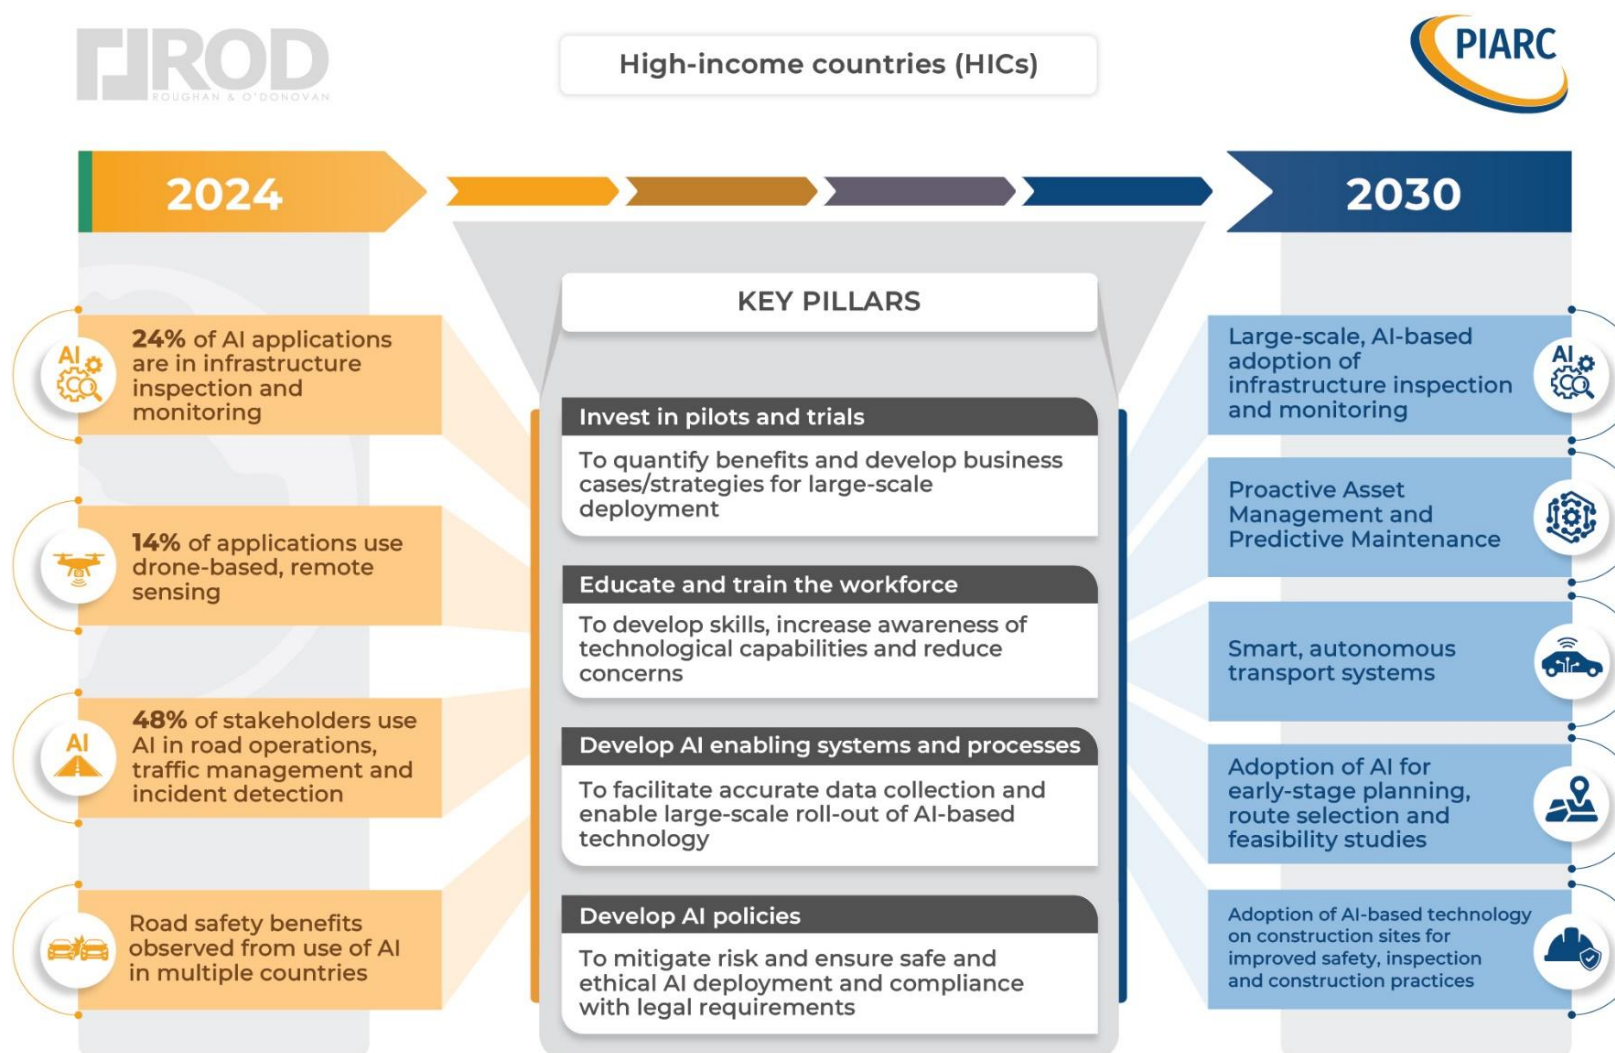 ROD
ROUGHAN & O'DONOVAN
High-income countries (HICs)
PIARC
2024
2030
KEY PILLARS
AI
24% of AI applications
are in infrastructure
inspection and
monitoring
14% of applications use
drone-based, remote
sensing
AI
48% of stakeholders use
AI in road operations,
traffic management and
incident detection
Road safety benefits
observed from use of AI
in multiple countries
Invest in pilots and trials
To quantify benefits and develop business
cases/strategies for large-scale
deployment
Educate and train the workforce
To develop skills, increase awareness of
technological capabilities and reduce
concerns
Develop AI enabling systems and processes
To facilitate accurate data collection and
enable large-scale roll-out of AI-based
technology
Develop AI policies
To mitigate risk and ensure safe and
ethical AI deployment and compliance
with legal requirements
Large-scale, AI-based
adoption of
infrastructure inspection
and monitoring
AI
Proactive Asset
Management and
Predictive Maintenance
Smart, autonomous
transport systems
Adoption of AI for
early-stage planning,
route selection and
feasibility studies
Adoption of AI-based technology
on construction sites for
improved safety, inspection
and construction practices